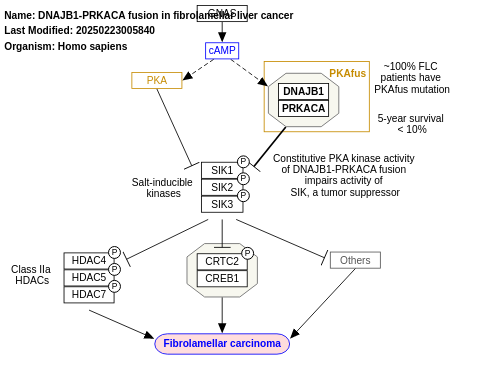 Name: DNAJB1-PRKACA fusion in fibrolamellar liver cancer
GNAS
Last Modified: 20250223005840
Organism: Homo sapiens
cAMP
PKA
PKAfus
DNAJB1
PRKACA
~100% FLC
patients have
PKAfus mutation
5-year survival
< 10%
Constitutive PKA kinase activity
of DNAJB1-PRKACA fusion
impairs activity of
SIK, a tumor suppressor
Salt-inducible
kinases
SIK1
SIK2
SIK3
P
P
P
Class IIa
HDACs
HDAC4
HDAC5
HDAC7
P
P
P
CRTC2
CREB1
P
Others
Fibrolamellar carcinoma